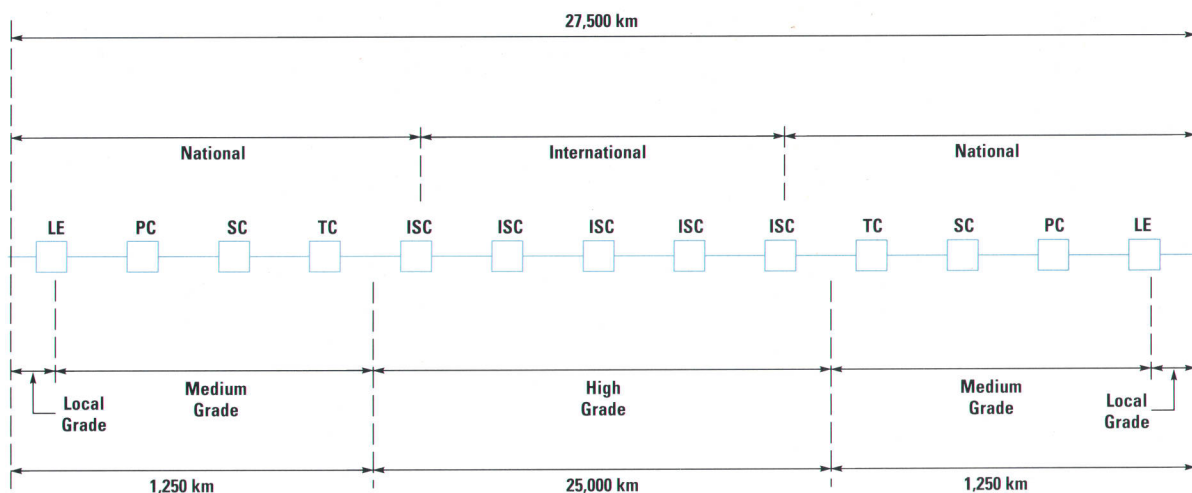 27,500 km
National International National
LE PC SC TC ISC ISC ISC ISC ISC TC SC PC LE
Local
Grade
Medium
Grade
High
Grade
Medium
Grade
Local
Grade
1,250 km 25,000 km 1,250 km